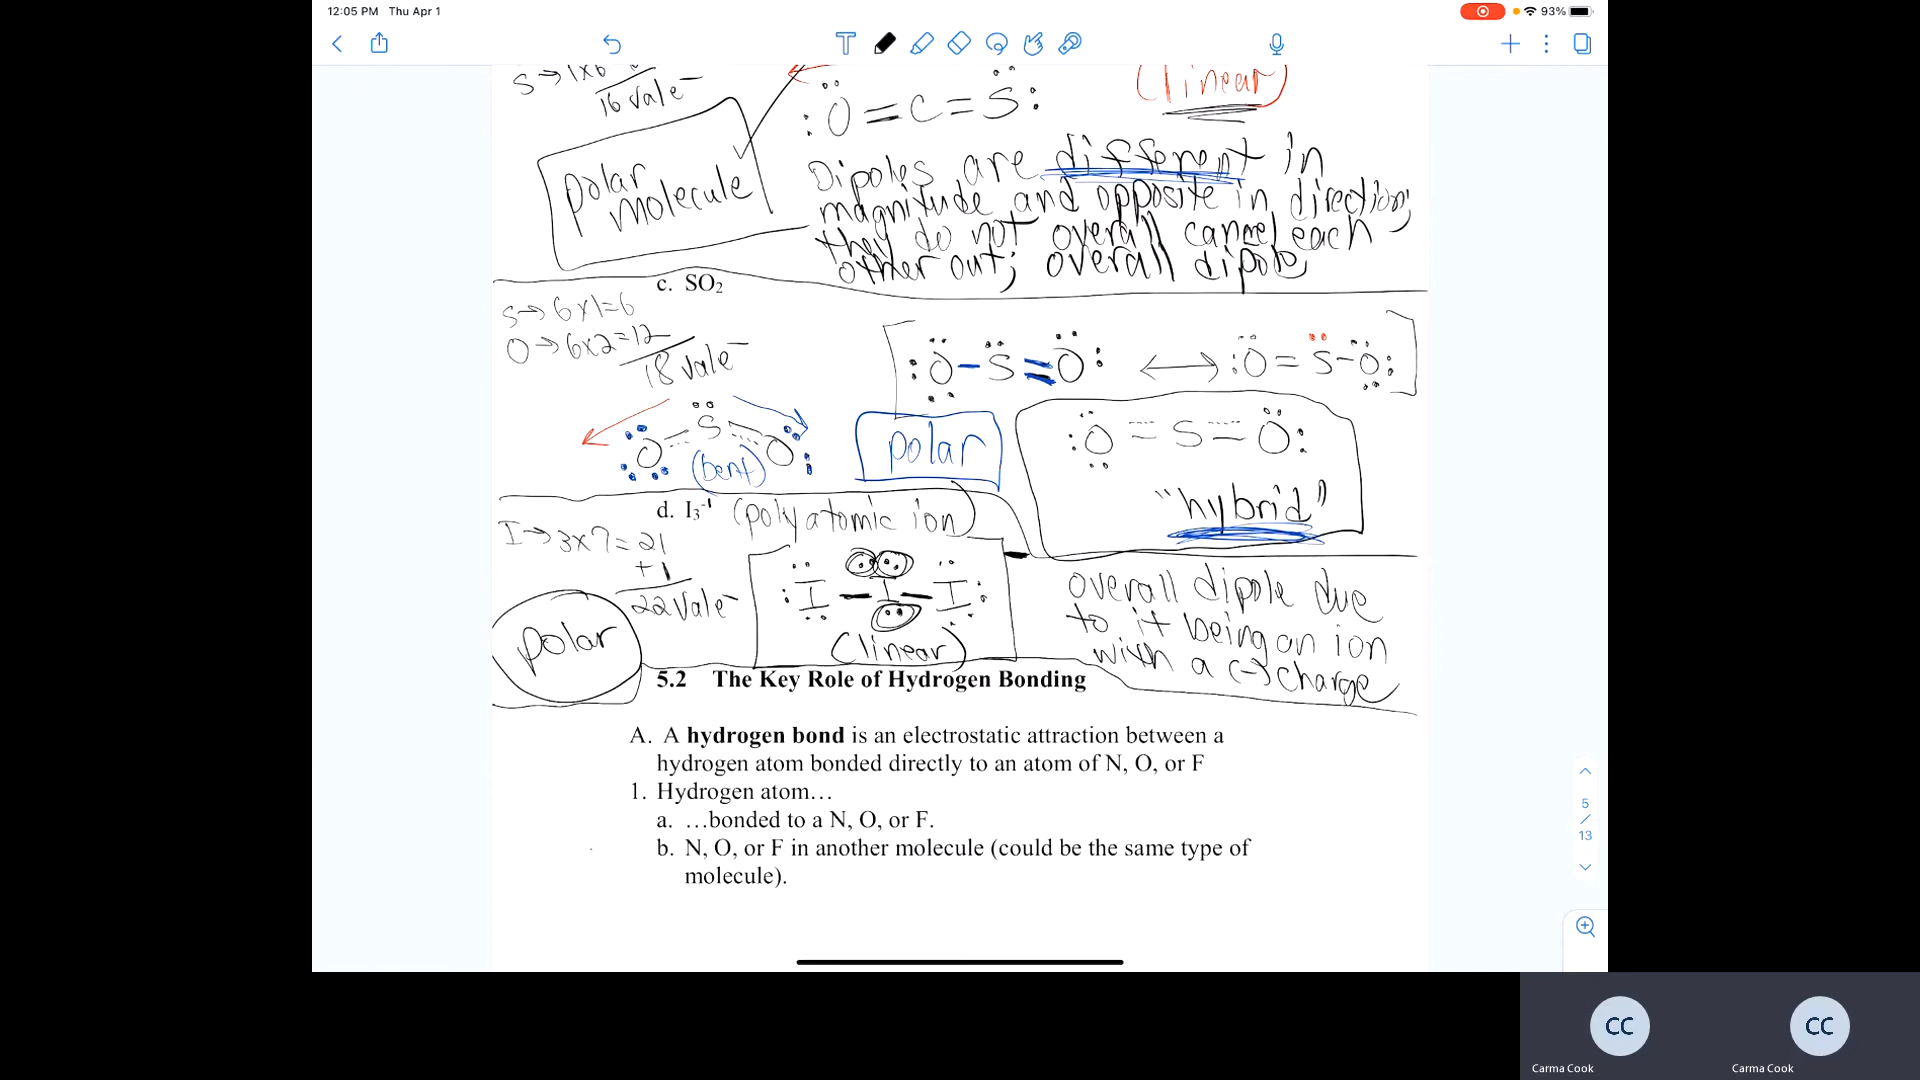 12:05 PM Thu Apr 1
93%
S→1x6
16 val e⁻
:O=C=S:
(linear)
polar
molecule
Dipoles are different in
magnitude and opposite in direction;
they do not overall cancel each
other out; overall dipole
c. SO₂
S→6x1=6
O→6x2=12
18 val e⁻
:O-S=O: ↔ :O=S-O:
S
O O
(bent)
polar
:O=S=O:
"hybrid"
d. I₃⁻¹ (polyatomic ion)
I→3x7=21
+1
22 val e⁻
polar
:I-I-I:
(linear)
overall dipole due
to it being an ion
with a (-) charge
5.2 The Key Role of Hydrogen Bonding
A. A hydrogen bond is an electrostatic attraction between a
hydrogen atom bonded directly to an atom of N, O, or F
1. Hydrogen atom…
a. …bonded to a N, O, or F.
b. N, O, or F in another molecule (could be the same type of
molecule).
5
/
13
CC CC
Carma Cook Carma Cook